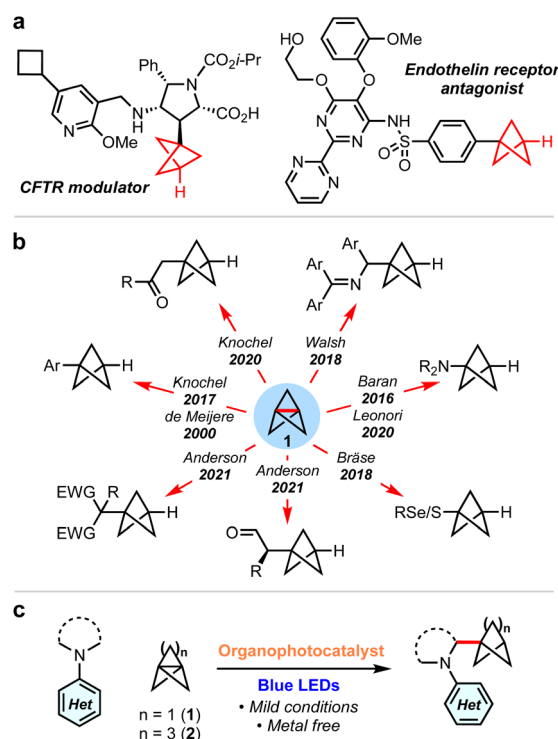 a
Ph
N
CO2i-Pr
CO2H
N
H
N
OMe
H
CFTR modulator
HO
OMe
O
O
N
N
NH
S
O
O
N
N
H
Endothelin receptor
antagonist
b
R
O
H
Ar
Ar
N
Ar
H
Knochel
2020
Walsh
2018
Ar
H
Knochel
2017
de Meijere
2000
1
Baran
2016
Leonori
2020
R2N
H
Anderson
2021
Anderson
2021
Bräse
2018
EWG
R
EWG
H
O
R
H
RSe/S
H
c
N
Het
( )n
n = 1 (1)
n = 3 (2)
Organophotocatalyst
Blue LEDs
• Mild conditions
• Metal free
( )n
N
Het